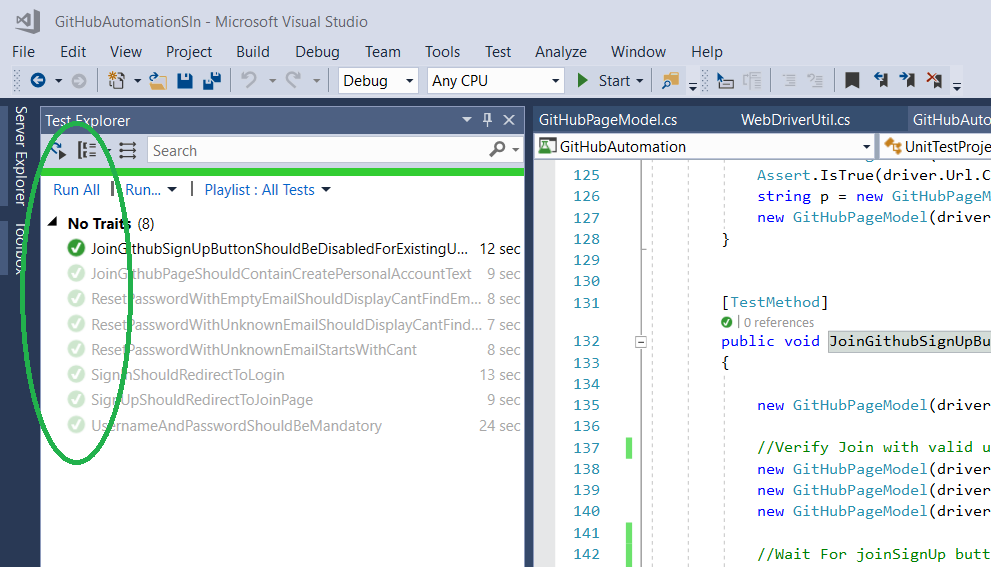 GitHubAutomationSln - Microsoft Visual Studio
File Edit View Project Build Debug Team Tools Test Analyze Window Help
Debug Any CPU Start
Server Explorer
Toolbox
Test Explorer
Search
Run All | Run... | Playlist : All Tests
No Traits (8)
JoinGithubSignUpButtonShouldBeDisabledForExistingU... 12 sec
JoinGithubPageShouldContainCreatePersonalAccountText 9 sec
ResetPasswordWithEmptyEmailShouldDisplayCantFindEm... 8 sec
ResetPasswordWithUnknownEmailShouldDisplayCantFind... 7 sec
ResetPasswordWithUnknownEmailStartsWithCant 8 sec
SignInShouldRedirectToLogin 13 sec
SignUpShouldRedirectToJoinPage 9 sec
UsernameAndPasswordShouldBeMandatory 24 sec
GitHubPageModel.cs WebDriverUtil.cs GitHubAuto
GitHubAutomation UnitTestProje
125 Assert.IsTrue(driver.Url.C
126 string p = new GitHubPageM
127 new GitHubPageModel(driver
128 }
129
130
131 [TestMethod]
| 0 references
132 public void JoinGithubSignUpBu
133 {
134
135 new GitHubPageModel(driver
136
137 //Verify Join with valid u
138 new GitHubPageModel(driver
139 new GitHubPageModel(driver
140 new GitHubPageModel(driver
141
142 //Wait For joinSignUp butt